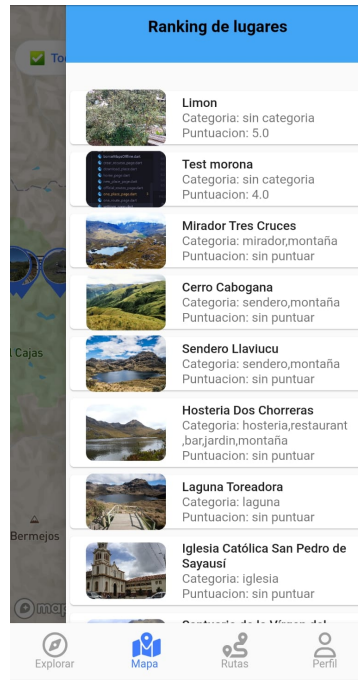 Ranking de lugares
✅ To
Limon
Categoria: sin categoria
Puntuacion: 5.0
Test morona
Categoria: sin categoria
Puntuacion: 4.0
Mirador Tres Cruces
Categoria: mirador,montaña
Puntuacion: sin puntuar
Cerro Cabogana
Categoria: sendero,montaña
Puntuacion: sin puntuar
Sendero Llaviucu
Categoria: sendero,montaña
Puntuacion: sin puntuar
Cajas
Hosteria Dos Chorreras
Categoria: hosteria,restaurant
,bar,jardin,montaña
Puntuacion: sin puntuar
Laguna Toreadora
Categoria: laguna
Puntuacion: sin puntuar
Bermejos
Iglesia Católica San Pedro de
Sayausí
Categoria: iglesia
Puntuacion: sin puntuar
map
Explorar
Mapa
Rutas
Perfil